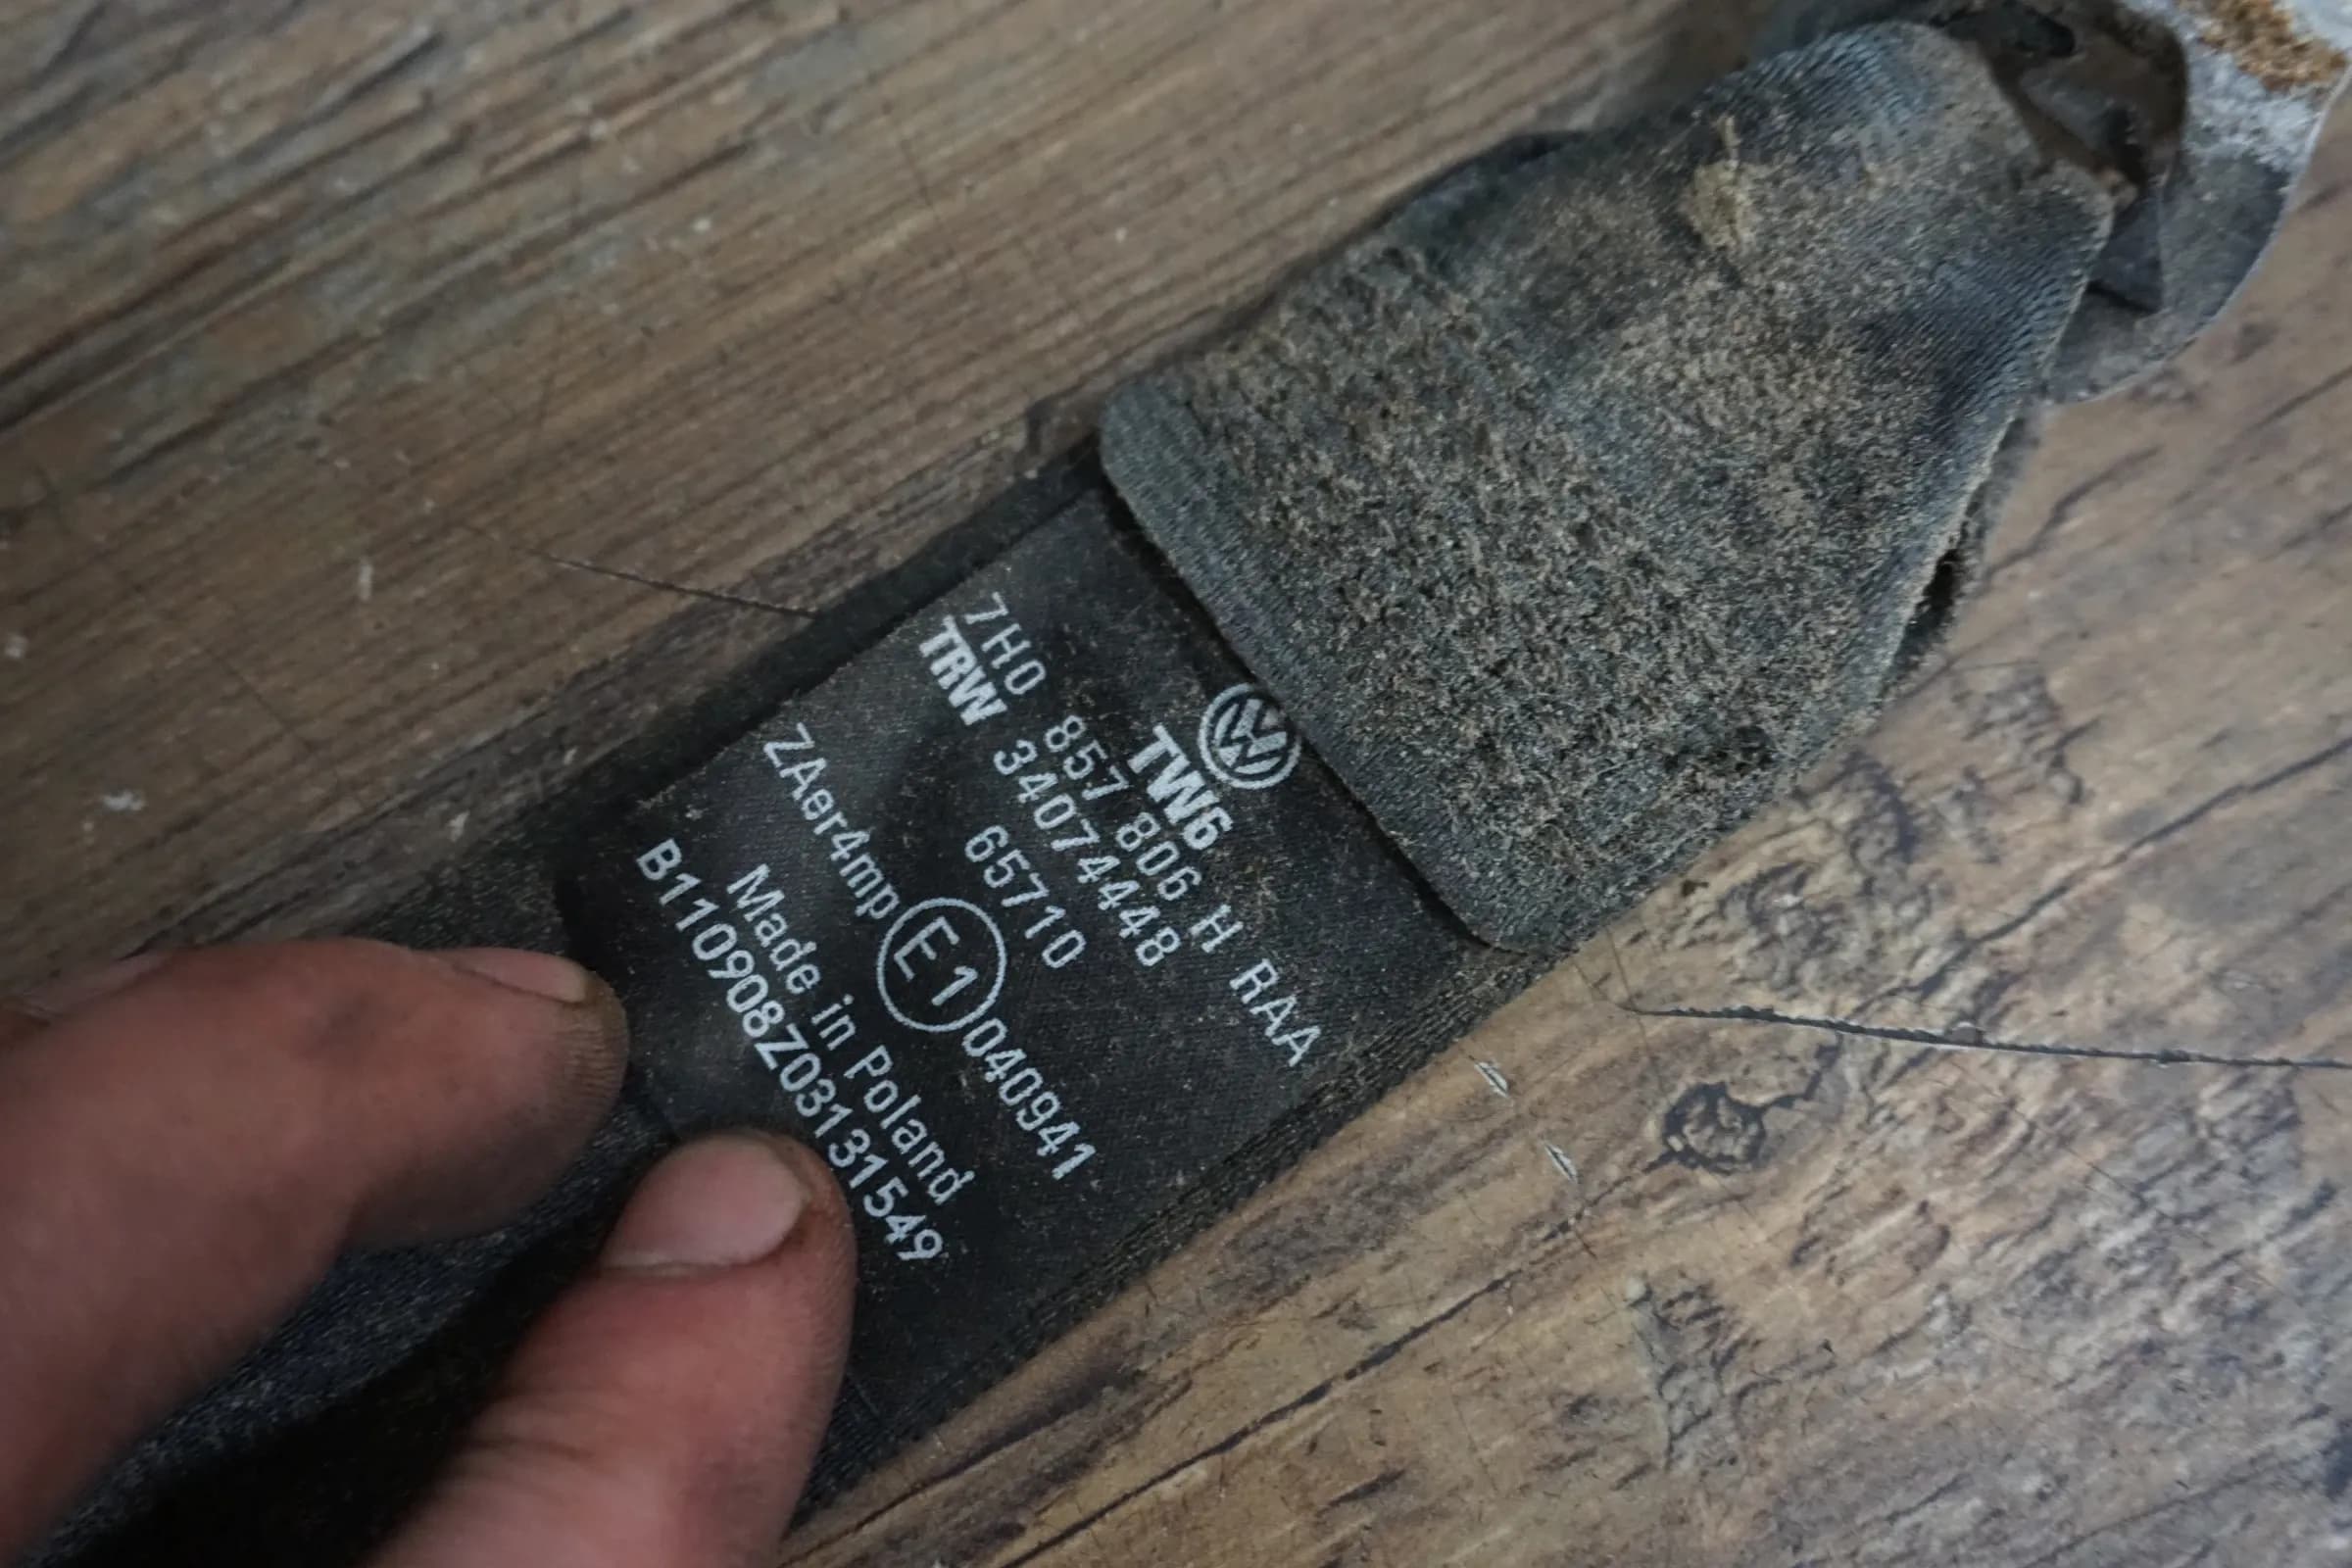 TW6
7H0 857 806 H RAA
TRW 34074448
65710
ZAer4mp E1 040941
Made in Poland
B110908Z03131549